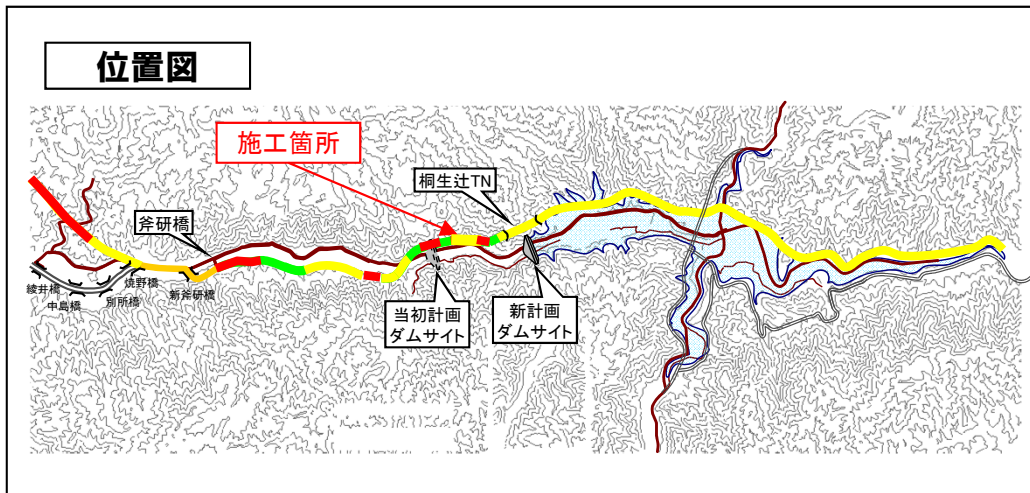 位置図
施工箇所
桐生辻TN
斧研橋
綾井橋
中島橋
別所橋
焼野橋
新斧研橋
当初計画
ダムサイト
新計画
ダムサイト